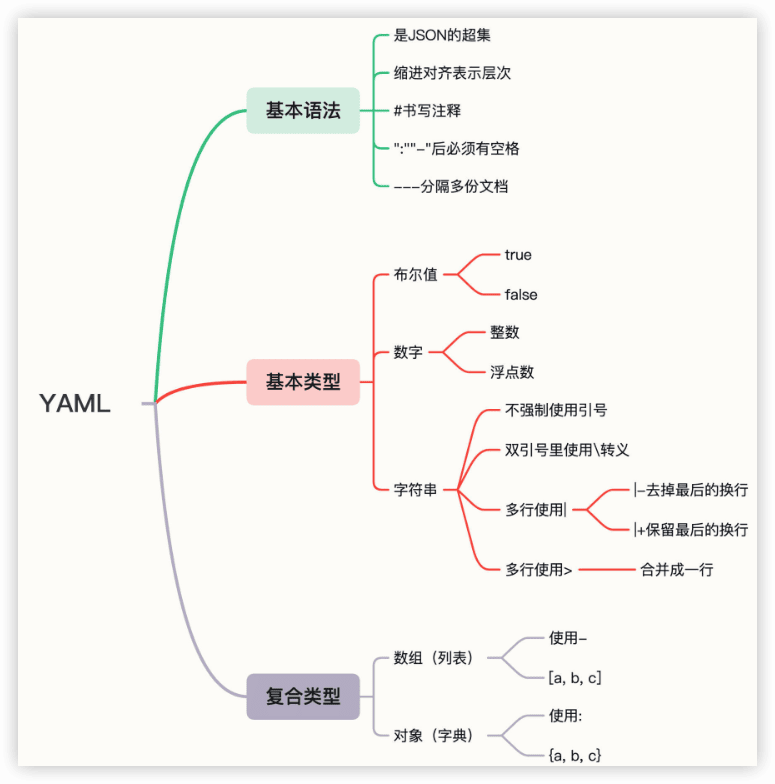 YAML
基本语法
是JSON的超集
缩进对齐表示层次
#书写注释
":""-"后必须有空格
---分隔多份文档
基本类型
布尔值
true
false
数字
整数
浮点数
字符串
不强制使用引号
双引号里使用\转义
多行使用|
|-去掉最后的换行
|+保留最后的换行
多行使用>
合并成一行
复合类型
数组（列表）
使用-
[a, b, c]
对象（字典）
使用:
{a, b, c}